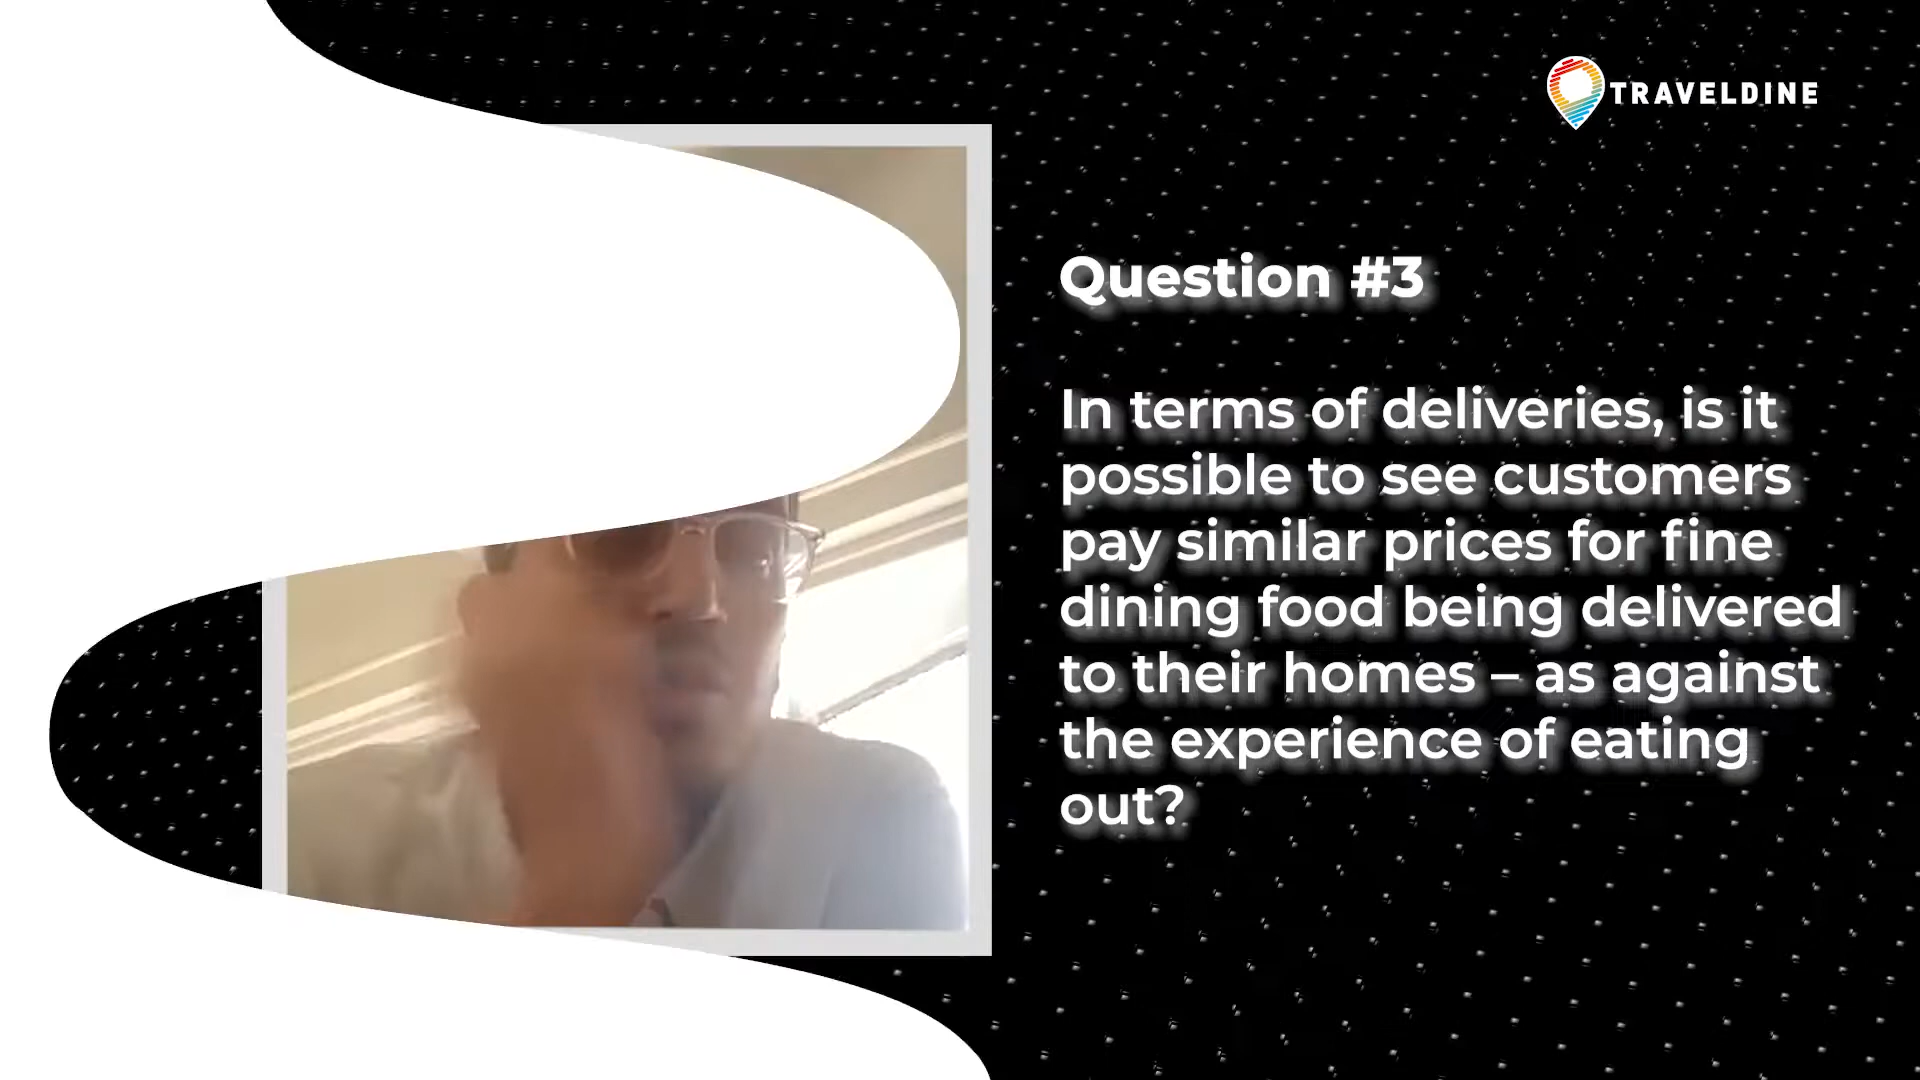 TRAVELDINE
Question #3
In terms of deliveries, is it
possible to see customers
pay similar prices for fine
dining food being delivered
to their homes – as against
the experience of eating
out?